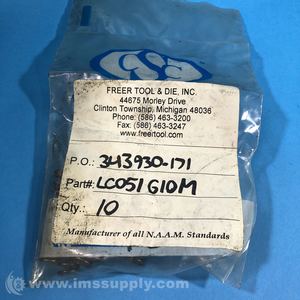 FREER TOOL & DIE, INC.
44675 Morley Drive
Clinton Township, Michigan 48036
Phone: (586) 463-3200
Fax: (586) 463-3247
www.freertool.com
P.O.: 343930-171
Part#: LC051G10M
Qty.: 10
Manufacturer of all N.A.A.M. Standards
© www.imssupply.com